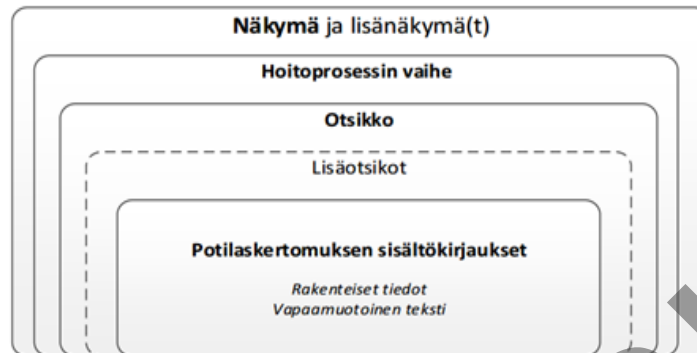 Näkymä ja lisänäkymä(t)
Hoitoprosessin vaihe
Otsikko
Lisäotsikot
Potilaskertomuksen sisältökirjaukset
Rakenteiset tiedot
Vapaamuotoinen teksti